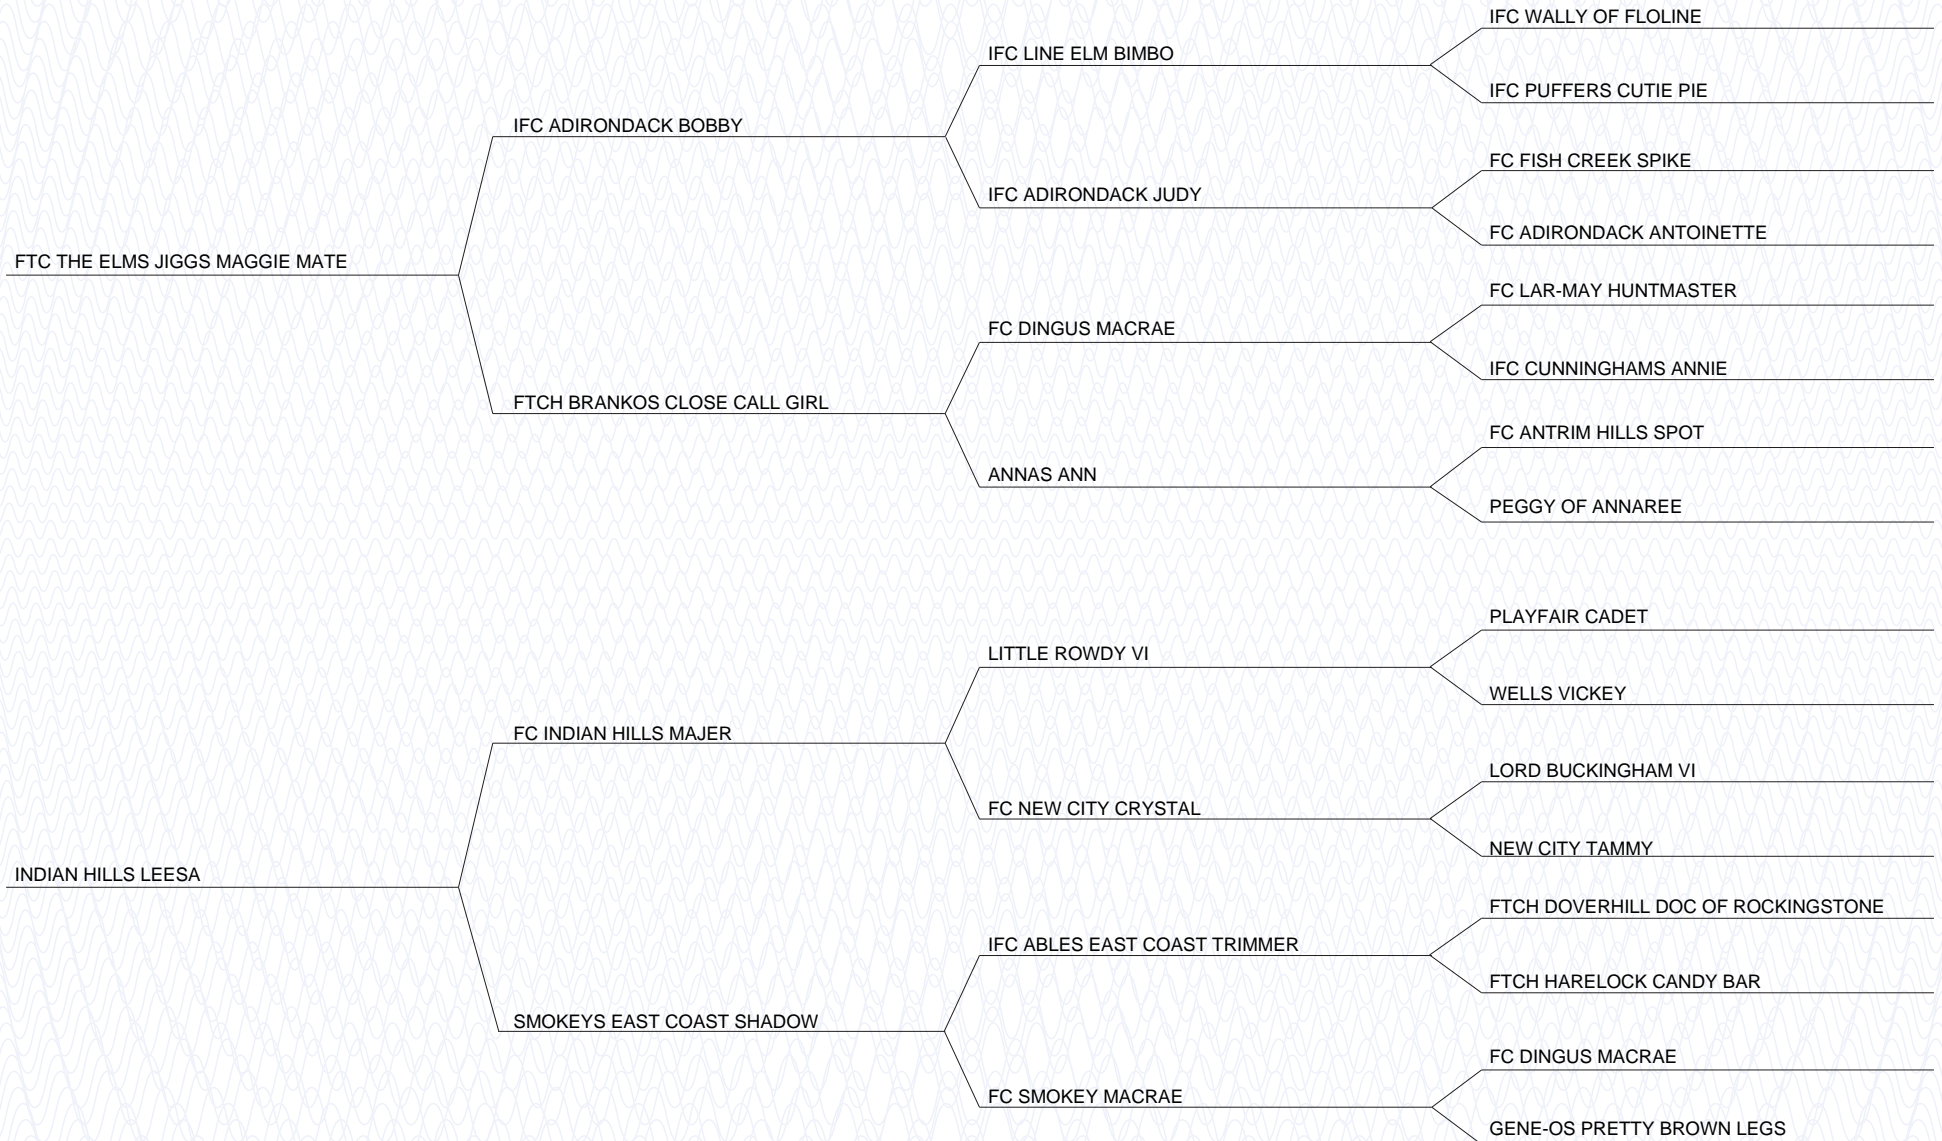 IFC WALLY OF FLOLINE
IFC LINE ELM BIMBO
IFC PUFFERS CUTIE PIE
IFC ADIRONDACK BOBBY
FC FISH CREEK SPIKE
IFC ADIRONDACK JUDY
FC ADIRONDACK ANTOINETTE
FTC THE ELMS JIGGS MAGGIE MATE
FC LAR-MAY HUNTMASTER
FC DINGUS MACRAE
IFC CUNNINGHAMS ANNIE
FTCH BRANKOS CLOSE CALL GIRL
FC ANTRIM HILLS SPOT
ANNAS ANN
PEGGY OF ANNAREE
PLAYFAIR CADET
LITTLE ROWDY VI
WELLS VICKEY
FC INDIAN HILLS MAJER
LORD BUCKINGHAM VI
FC NEW CITY CRYSTAL
NEW CITY TAMMY
INDIAN HILLS LEESA
FTCH DOVERHILL DOC OF ROCKINGSTONE
IFC ABLES EAST COAST TRIMMER
FTCH HARELOCK CANDY BAR
SMOKEYS EAST COAST SHADOW
FC DINGUS MACRAE
FC SMOKEY MACRAE
GENE-OS PRETTY BROWN LEGS